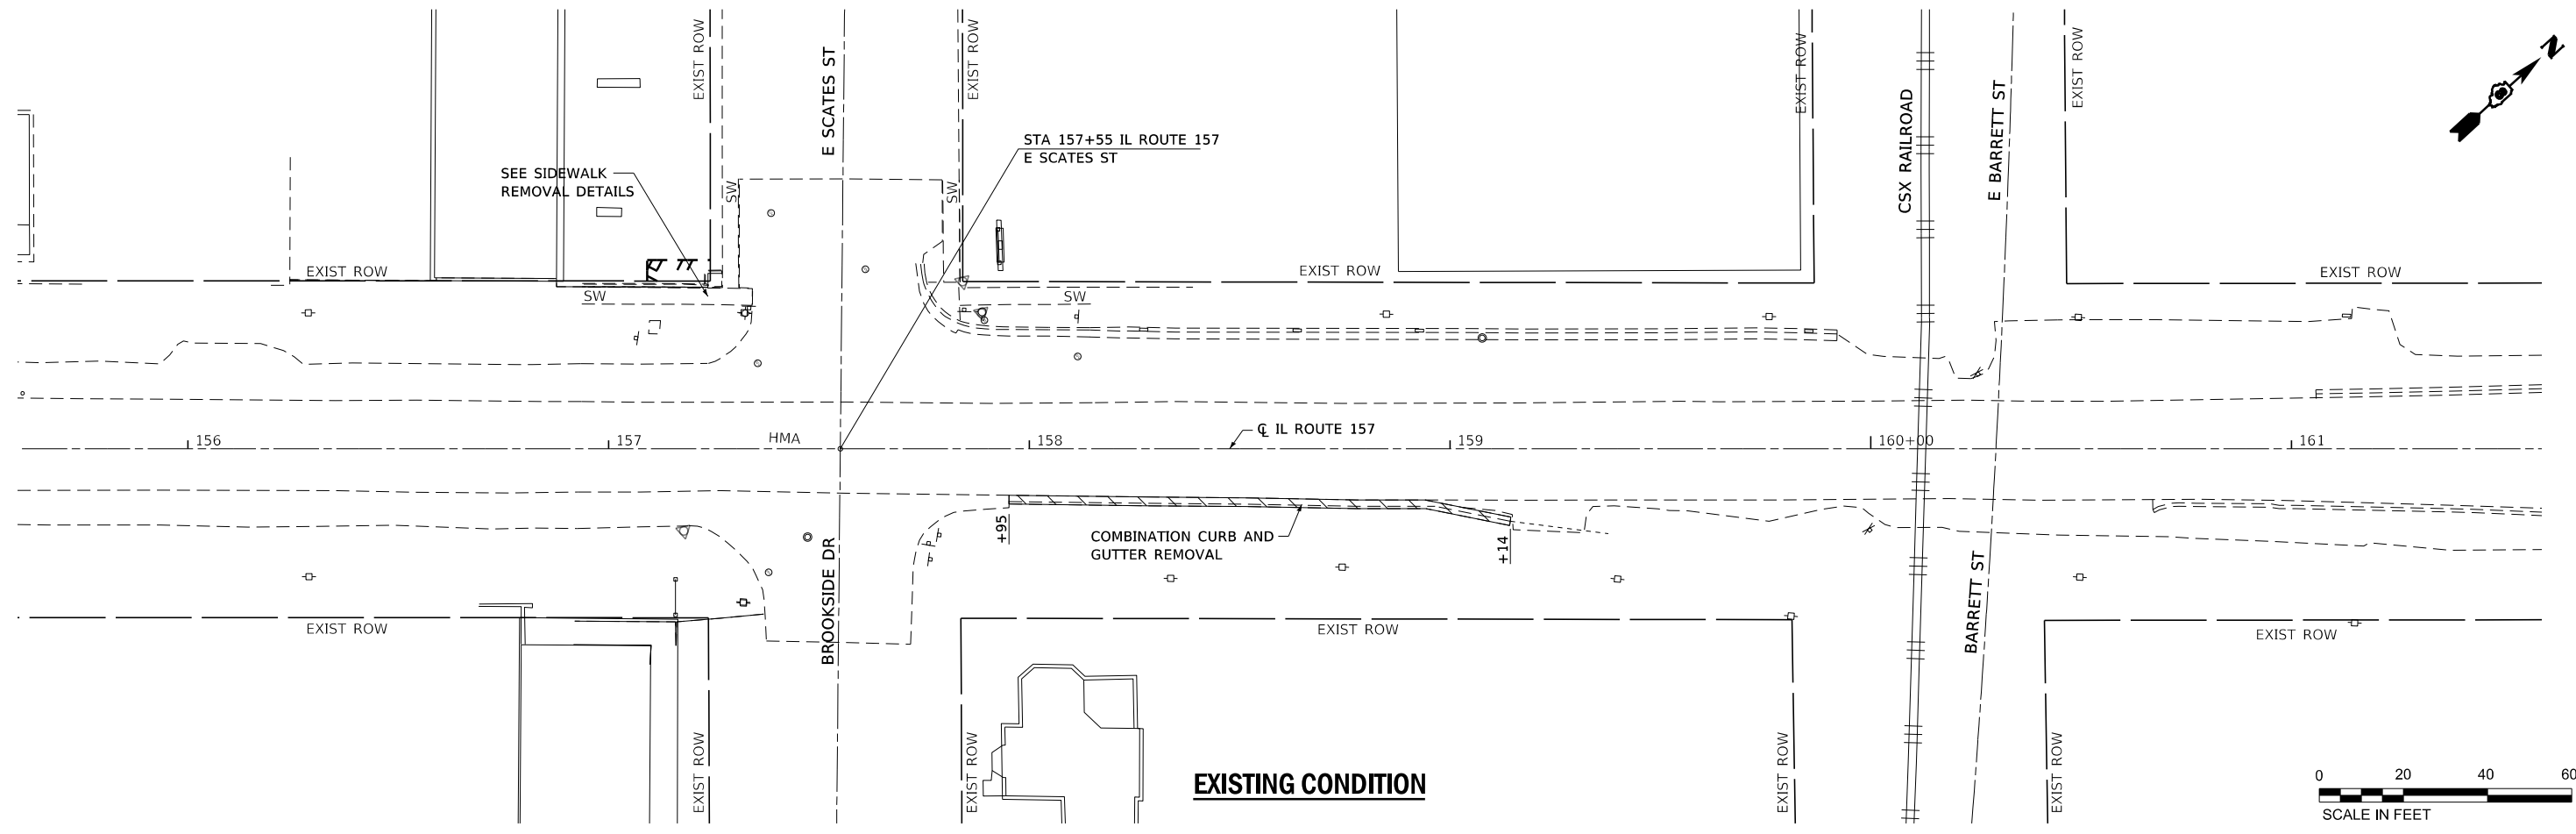 EXIST ROW
E SCATES ST
EXIST ROW
EXIST ROW
CSX RAILROAD
E BARRETT ST
EXIST ROW
N
STA 157+55 IL ROUTE 157
E SCATES ST
SEE SIDEWALK
REMOVAL DETAILS
SW
SW
EXIST ROW
EXIST ROW
EXIST ROW
SW
SW
156
157
HMA
158
℄ IL ROUTE 157
159
160+00
161
+95
COMBINATION CURB AND
GUTTER REMOVAL
+14
BROOKSIDE DR
BARRETT ST
EXIST ROW
EXIST ROW
EXIST ROW
EXIST ROW
EXIST ROW
EXIST ROW
EXIST ROW
EXISTING CONDITION
0 20 40 60
SCALE IN FEET